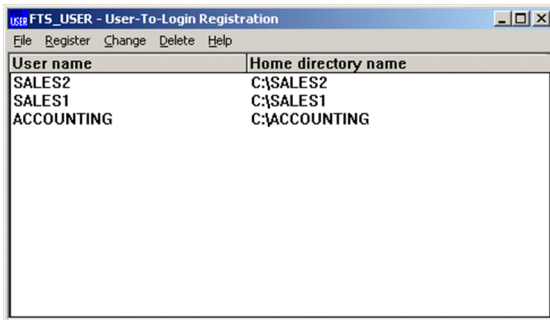 USER FTS_USER - User-To-Login Registration
File Register Change Delete Help
User name Home directory name
SALES2 C:\SALES2
SALES1 C:\SALES1
ACCOUNTING C:\ACCOUNTING